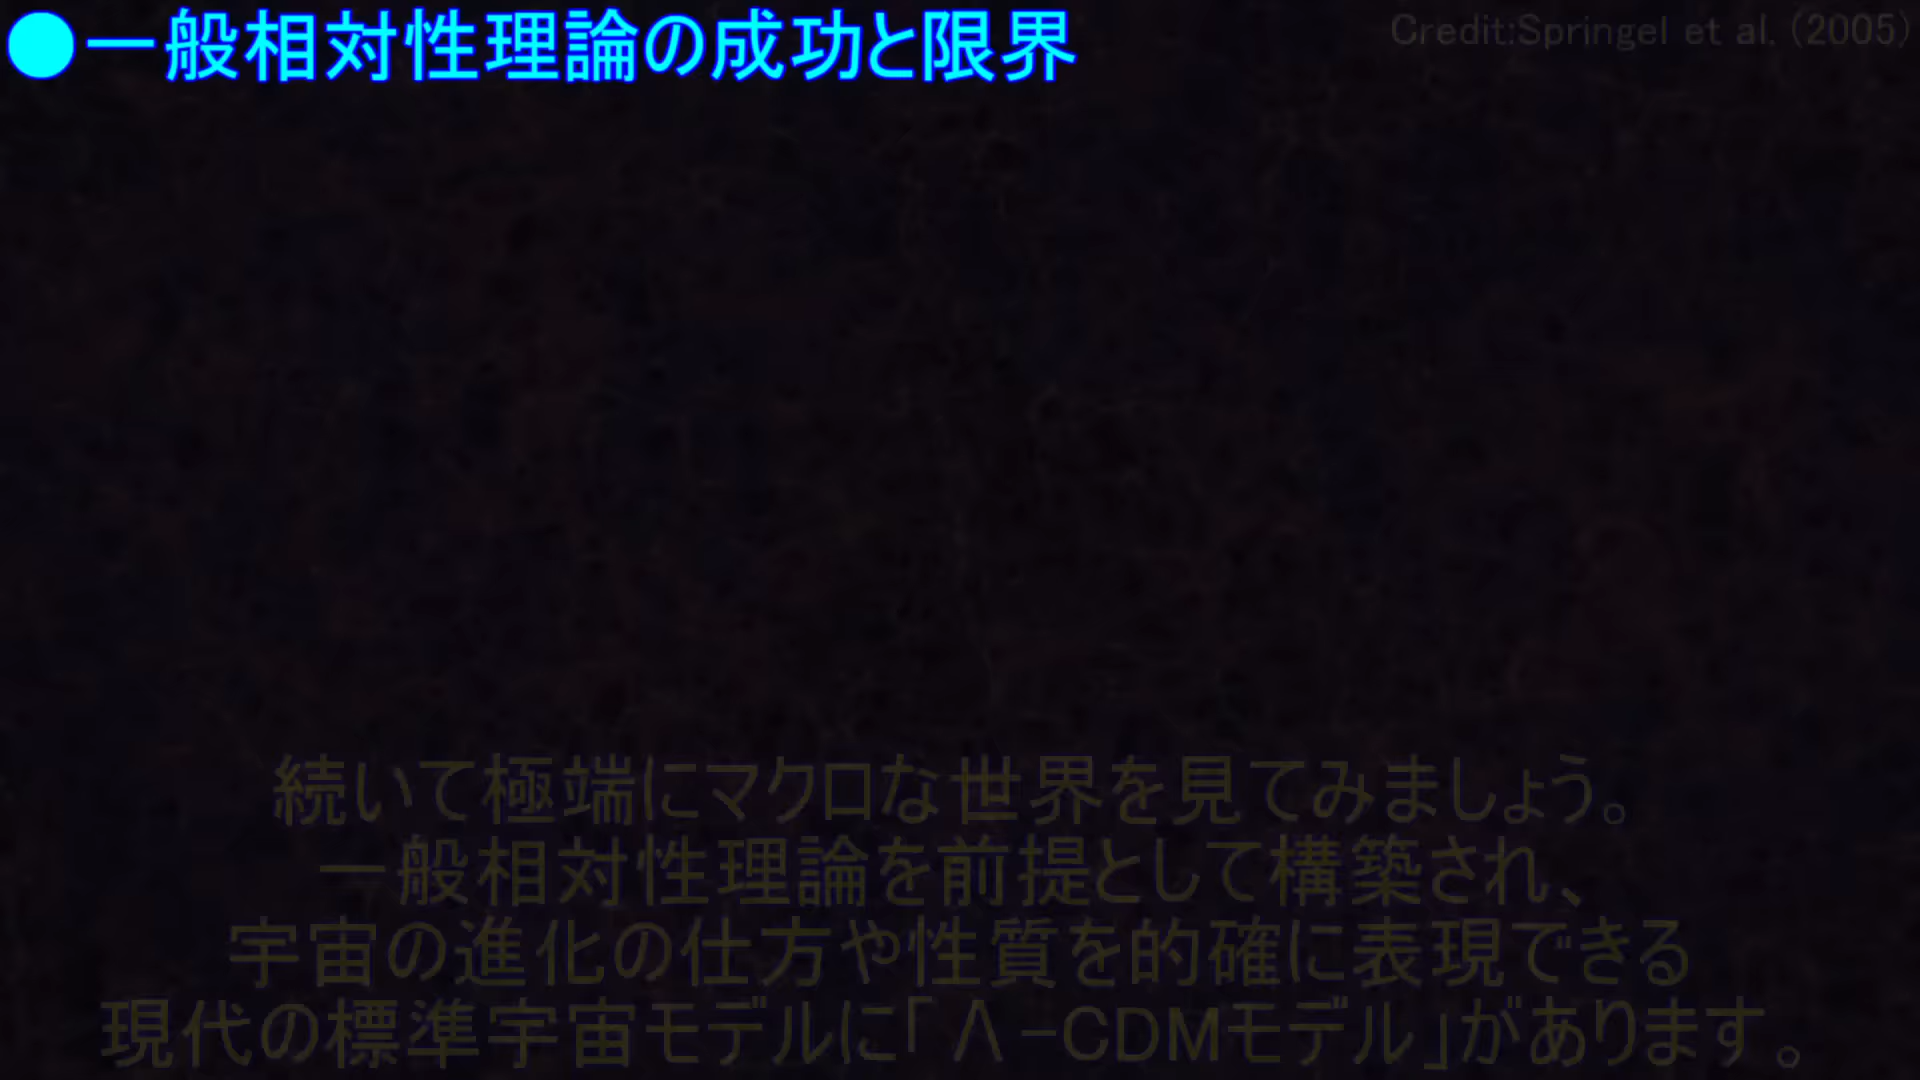 ●一般相対性理論の成功と限界
Credit:Springel et al. (2005)
続いて極端にマクロな世界を見てみましょう。
一般相対性理論を前提として構築され、
宇宙の進化の仕方や性質を的確に表現できる
現代の標準宇宙モデルに「Λ-CDMモデル」があります。